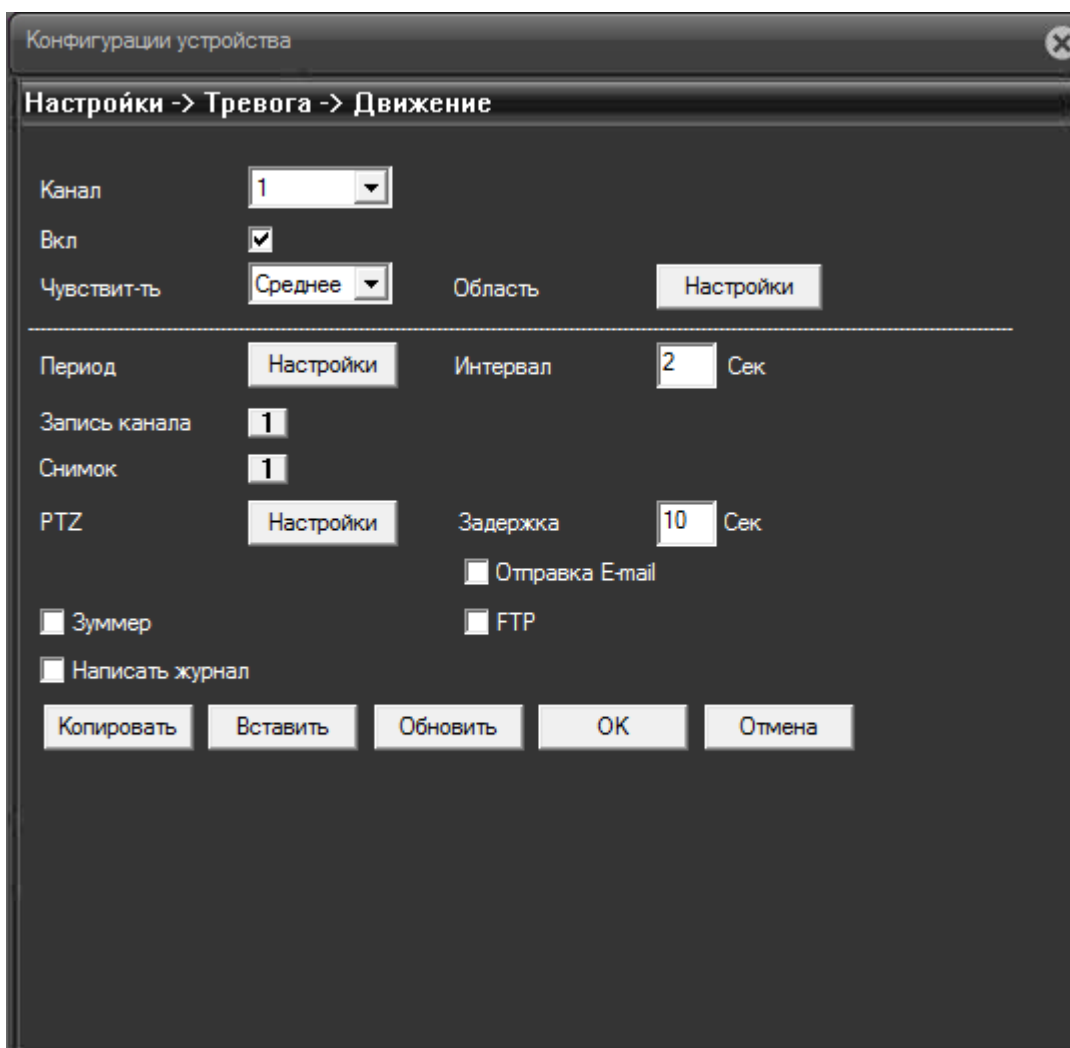 Конфигурации устройства
Настройки -> Тревога -> Движение
Канал 1
Вкл
Чувствит-ть Среднее Область Настройки
Период Настройки Интервал 2 Сек
Запись канала 1
Снимок 1
PTZ Настройки Задержка 10 Сек
Отправка E-mail
Зуммер FTP
Написать журнал
Копировать Вставить Обновить OK Отмена